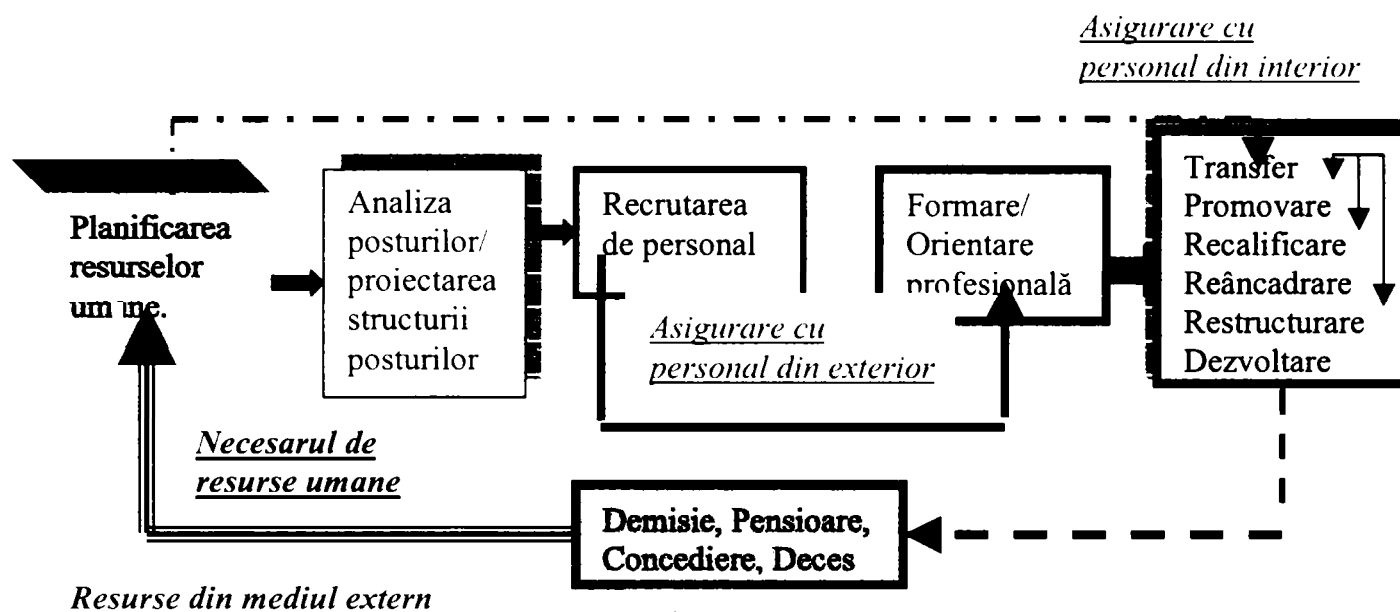 Asigurare cu
personal din interior
Planificarea
resurselor
Analiza
posturilor/
proiectarea
structurii
posturilor
Recrutarea
de personal
Formare/
Orientare
profesională
Transfer
Promovare
Recalificare
Reâncadrare
Restructurare
Dezvoltare
Asigurare cu
personal din exterior
Necesarul de
resurse umane
Demisie, Pensioare,
Concediere, Deces
Resurse din mediul extern